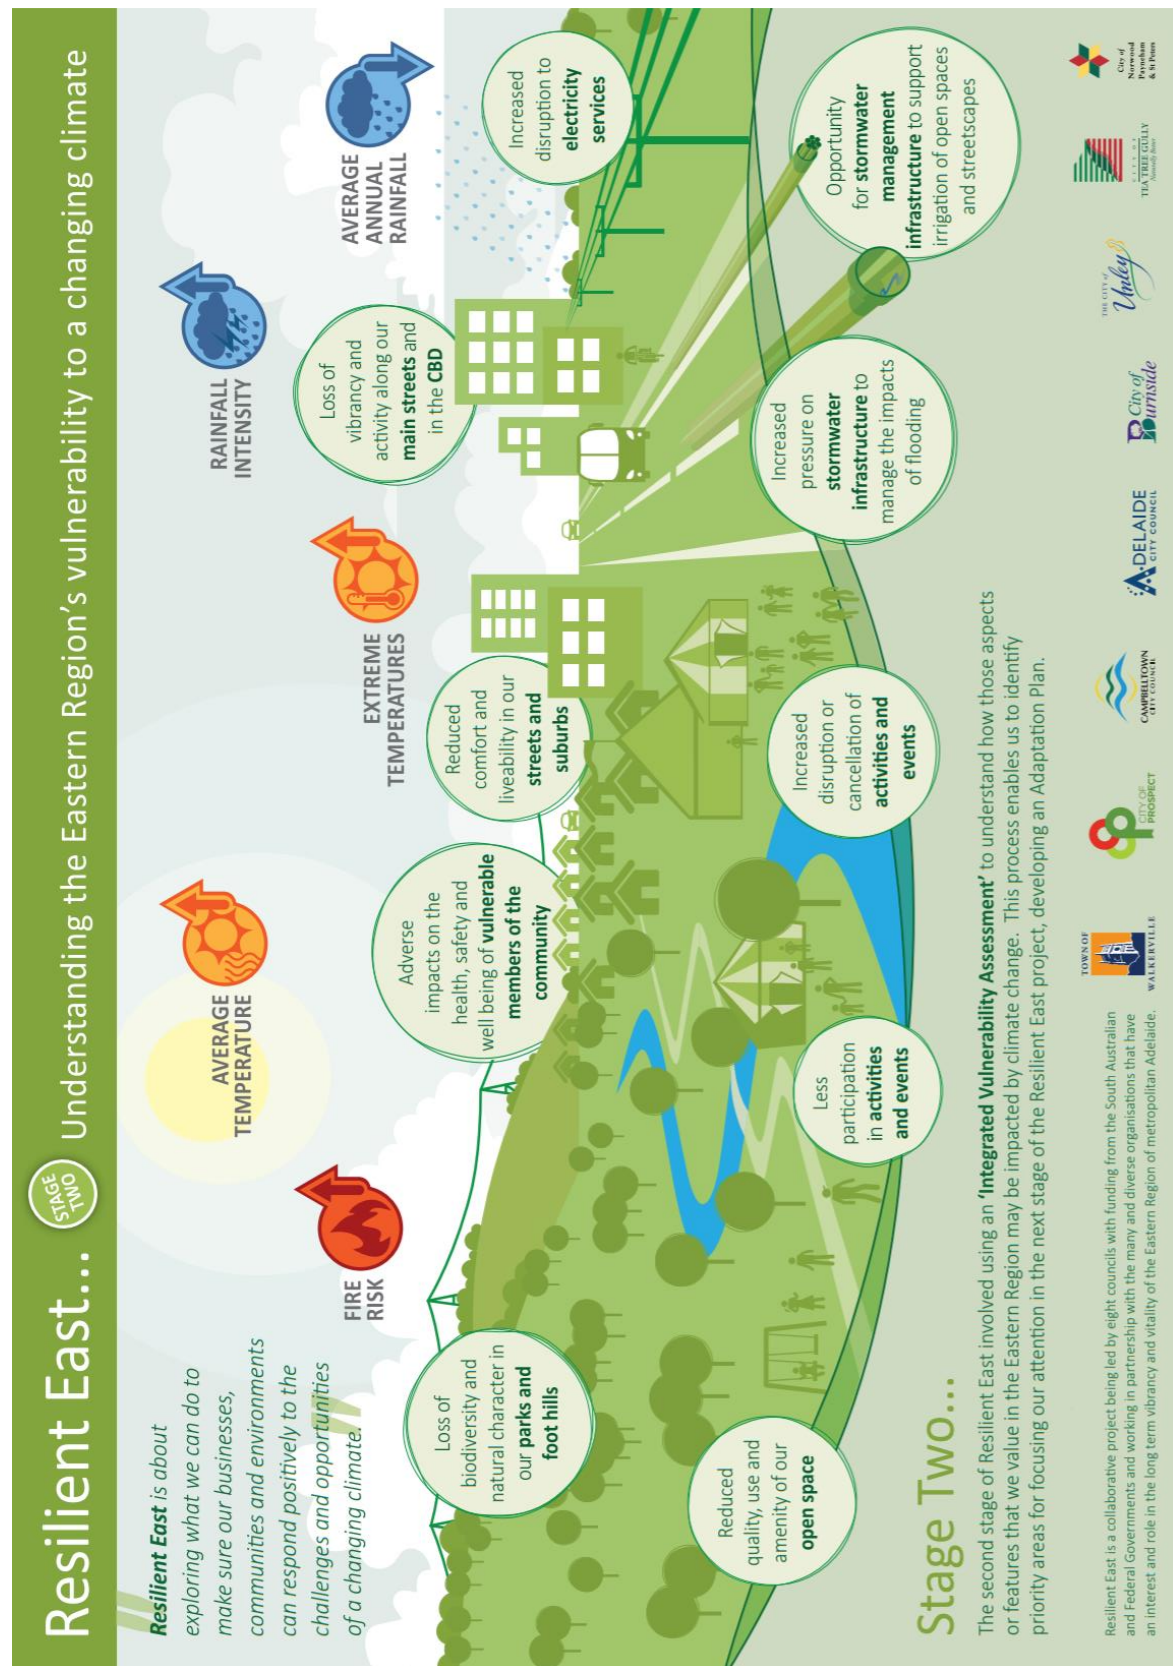 Resilient East...
STAGE
TWO
Understanding the Eastern Region's vulnerability to a changing climate
Resilient East is about
exploring what we can do to
make sure our businesses,
communities and environments
can respond positively to the
challenges and opportunities
of a changing climate.
FIRE
RISK
AVERAGE
TEMPERATURE
EXTREME
TEMPERATURES
RAINFALL
INTENSITY
AVERAGE
ANNUAL
RAINFALL
Loss of
biodiversity and
natural character in
our parks and
foot hills
Adverse
impacts on the
health, safety and
well being of vulnerable
members of the
community
Reduced
comfort and
liveability in our
streets and
suburbs
Loss of
vibrancy and
activity along our
main streets and
in the CBD
Increased
disruption to
electricity
services
Reduced
quality, use and
amenity of our
open space
Less
participation
in activities
and events
Increased
disruption or
cancellation of
activities and
events
Increased
pressure on
stormwater
infrastructure to
manage the impacts
of flooding
Opportunity
for stormwater
management
infrastructure to support
irrigation of open spaces
and streetscapes
Stage Two...
The second stage of Resilient East involved using an 'Integrated Vulnerability Assessment' to understand how those aspects
or features that we value in the Eastern Region may be impacted by climate change. This process enables us to identify
priority areas for focusing our attention in the next stage of the Resilient East project, developing an Adaptation Plan.
Resilient East is a collaborative project being led by eight councils with funding from the South Australian
and Federal Governments and working in partnership with the many and diverse organisations that have
an interest and role in the long term vibrancy and vitality of the Eastern Region of metropolitan Adelaide.
TOWN OF
WALKERVILLE
CITY OF
PROSPECT
CAMPBELLTOWN
CITY COUNCIL
ADELAIDE
CITY COUNCIL
City of
Burnside
THE CITY of
Unley
CITY OF
TEA TREE GULLY
Naturally Better
City of
Norwood
Payneham
& St Peters